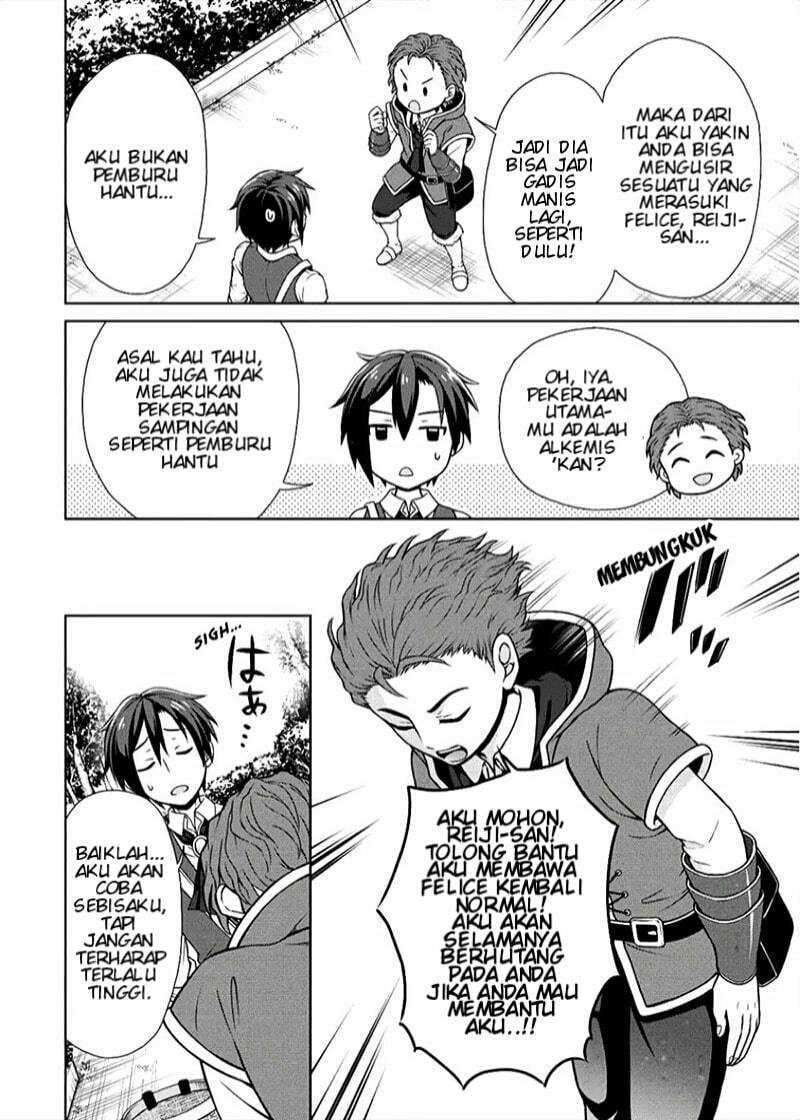 MAKA DARI
ITU AKU YAKIN
ANDA BISA
MENGUSIR
SESUATU YANG
MERASUKI
FELICE, REIJI-
SAN...
JADI DIA
BISA JADI
GADIS
MANIS
LAGI,
SEPERTI
DULU!
AKU BUKAN
PEMBURU
HANTU...
OH, IYA.
PEKERJAAN
UTAMA-
MU ADALAH
ALKEMIS
'KAN?
ASAL KAU TAHU,
AKU JUGA TIDAK
MELAKUKAN
PEKERJAAN
SAMPINGAN
SEPERTI PEMBURU
HANTU
MEMBUNGKUK
AKU MOHON,
REIJI-SAN!
TOLONG BANTU
AKU MEMBAWA
FELICE KEMBALI
NORMAL!
AKU AKAN
SELAMANYA
BERHUTANG
PADA ANDA
JIKA ANDA MAU
MEMBANTU
AKU..!!
SIGH...
はぁ…
BAIKLAH...
AKU AKAN
COBA
SEBISAKU,
TAPI
JANGAN
TERHARAP
TERLALU
TINGGI.